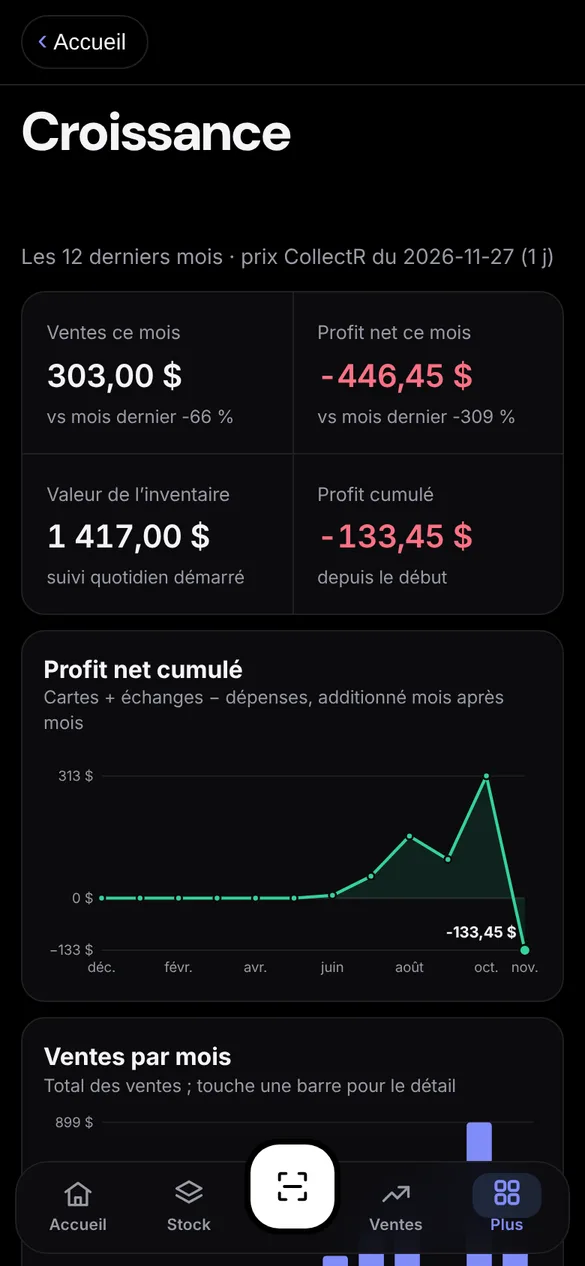 Accueil
Croissance
Les 12 derniers mois · prix CollectR du 2026-11-27 (1 j)
Ventes ce mois
303,00 $
vs mois dernier -66 %
Profit net ce mois
-446,45 $
vs mois dernier -309 %
Valeur de l’inventaire
1 417,00 $
suivi quotidien démarré
Profit cumulé
-133,45 $
depuis le début
Profit net cumulé
Cartes + échanges − dépenses, additionné mois après
mois
313 $
0 $
-133,45 $
−133 $
déc. févr. avr. juin août oct. nov.
Ventes par mois
Total des ventes ; touche une barre pour le détail
899 $
Accueil
Stock
Ventes
Plus